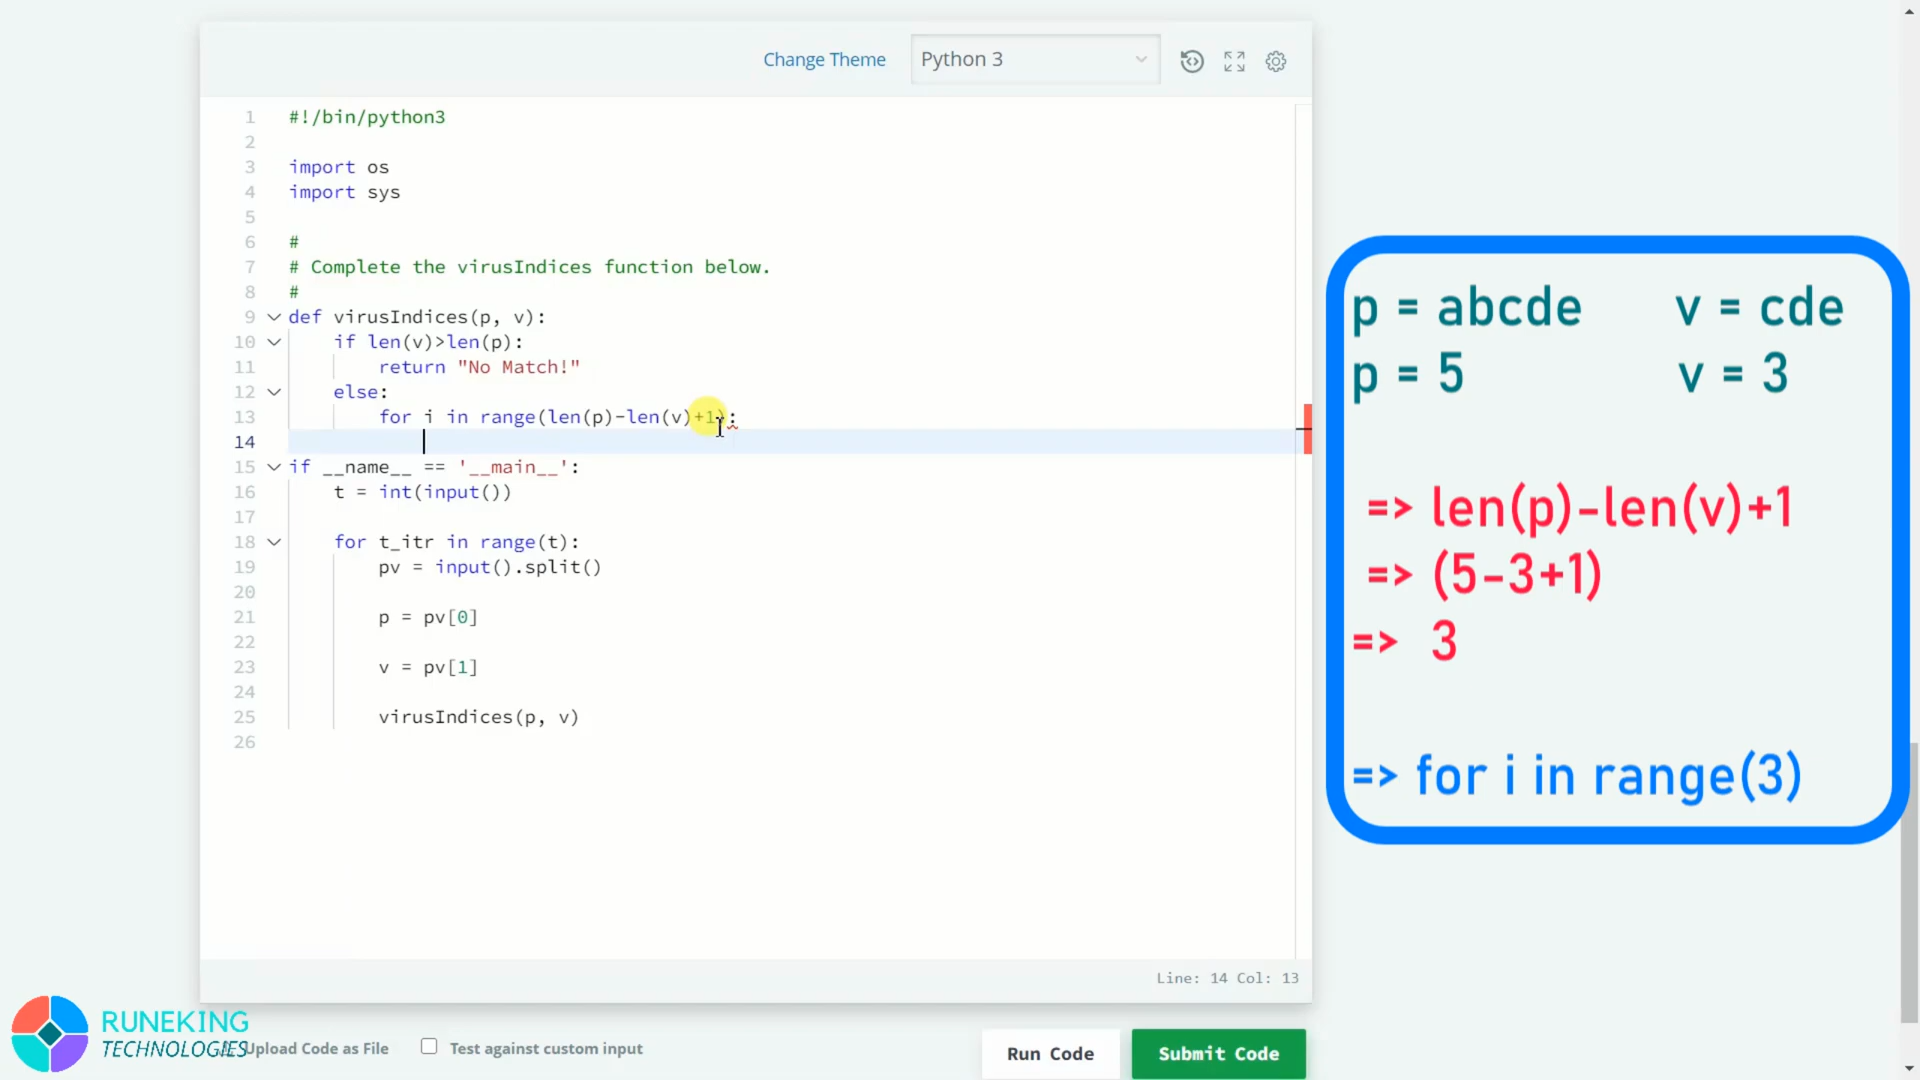 Change Theme
Python 3
1 #!/bin/python3
2
3 import os
4 import sys
5
6 #
7 # Complete the virusIndices function below.
8 #
9 def virusIndices(p, v):
10 if len(v)>len(p):
11 return "No Match!"
12 else:
13 for i in range(len(p)-len(v)+1):
14
15 if __name__ == '__main__':
16 t = int(input())
17
18 for t_itr in range(t):
19 pv = input().split()
20
21 p = pv[0]
22
23 v = pv[1]
24
25 virusIndices(p, v)
26
Line: 14 Col: 13
p = abcde v = cde
p = 5 v = 3
=> len(p)-len(v)+1
=> (5-3+1)
=> 3
=> for i in range(3)
RUNEKING
TECHNOLOGIES
Upload Code as File
Test against custom input
Run Code
Submit Code